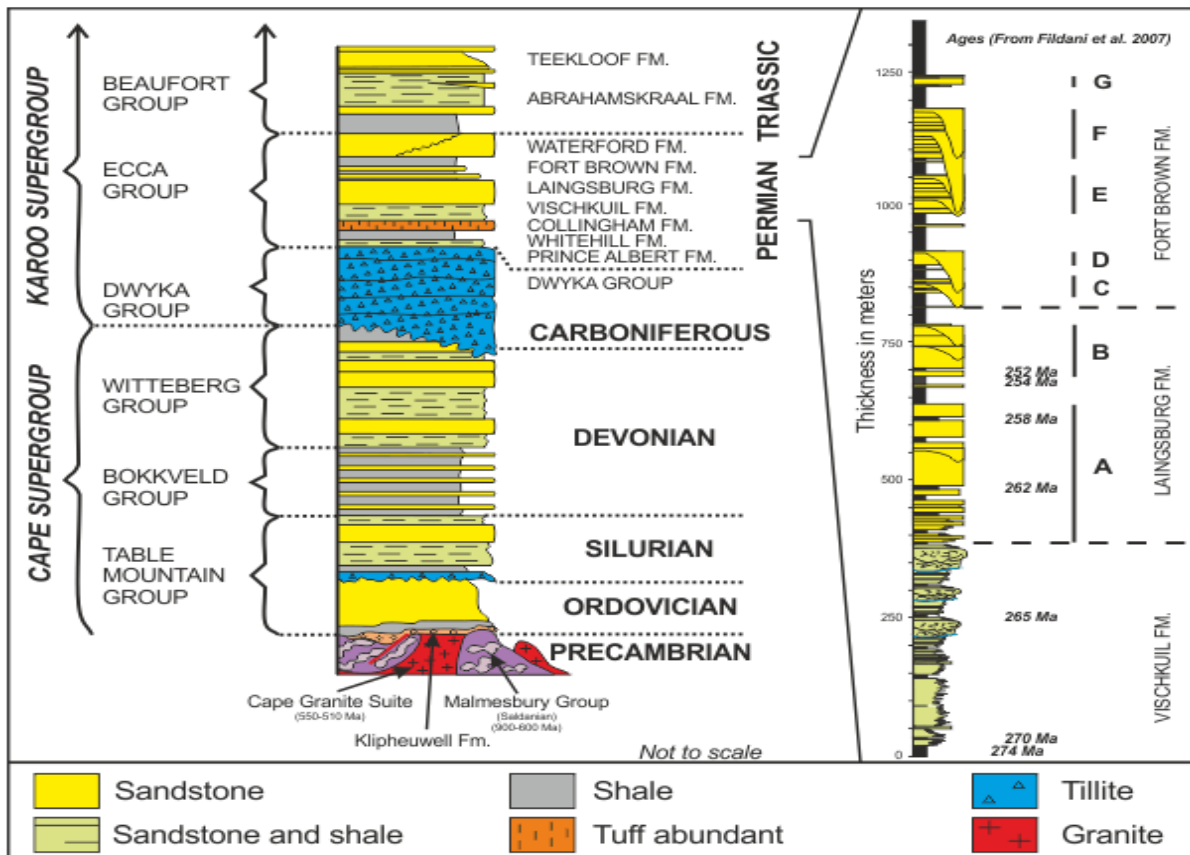 KAROO SUPERGROUP
CAPE SUPERGROUP
BEAUFORT
GROUP
ECCA
GROUP
DWYKA
GROUP
WITTEBERG
GROUP
BOKKVELD
GROUP
TABLE
MOUNTAIN
GROUP
TEEKLOOF FM.
ABRAHAMSKRAAL FM.
WATERFORD FM.
FORT BROWN FM.
LAINGSBURG FM.
VISCHKUIL FM.
COLLINGHAM FM.
WHITEHILL FM.
PRINCE ALBERT FM.
DWYKA GROUP
TRIASSIC
PERMIAN
CARBONIFEROUS
DEVONIAN
SILURIAN
ORDOVICIAN
PRECAMBRIAN
Cape Granite Suite
(550-510 Ma)
Klipheuwell Fm.
Malmesbury Group
(Saldanian)
(900-600 Ma)
Not to scale
Ages (From Fildani et al. 2007)
Thickness in meters
1250
1000
750
500
250
0
G
F
E
D
C
B
A
252 Ma
254 Ma
258 Ma
262 Ma
265 Ma
270 Ma
274 Ma
FORT BROWN FM.
LAINGSBURG FM.
VISCHKUIL FM.
Sandstone
Shale
Tillite
Sandstone and shale
Tuff abundant
Granite